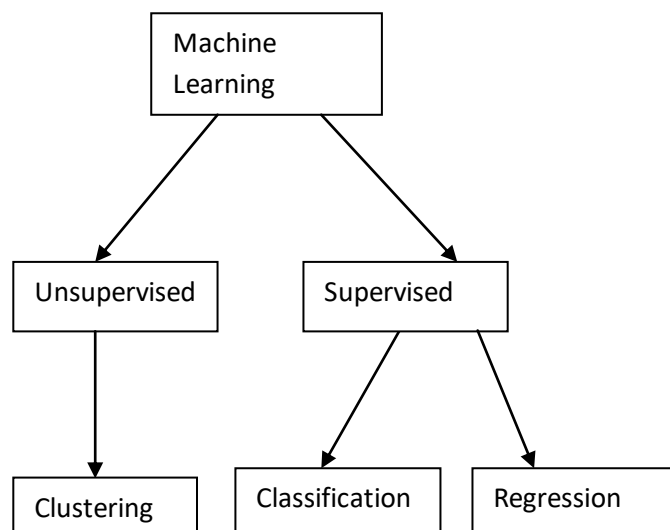 Machine
Learning
Unsupervised
Supervised
Clustering
Classification
Regression